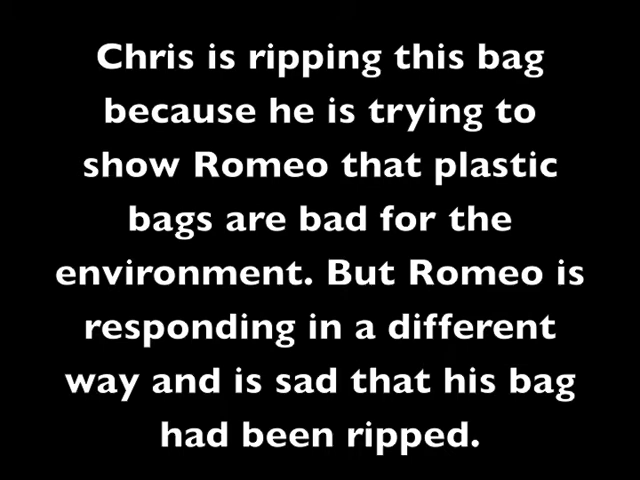 Chris is ripping this bag
because he is trying to
show Romeo that plastic
bags are bad for the
environment. But Romeo is
responding in a different
way and is sad that his bag
had been ripped.